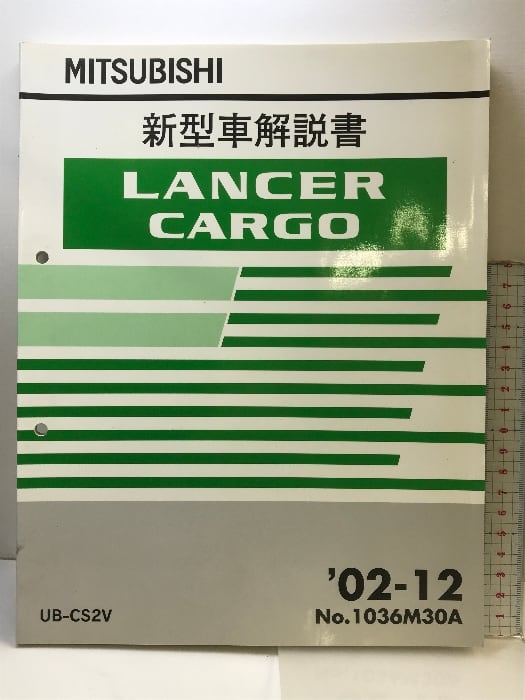 MITSUBISHI
新型車解説書
LANCER
CARGO
'02-12
UB-CS2V
No.1036M30A